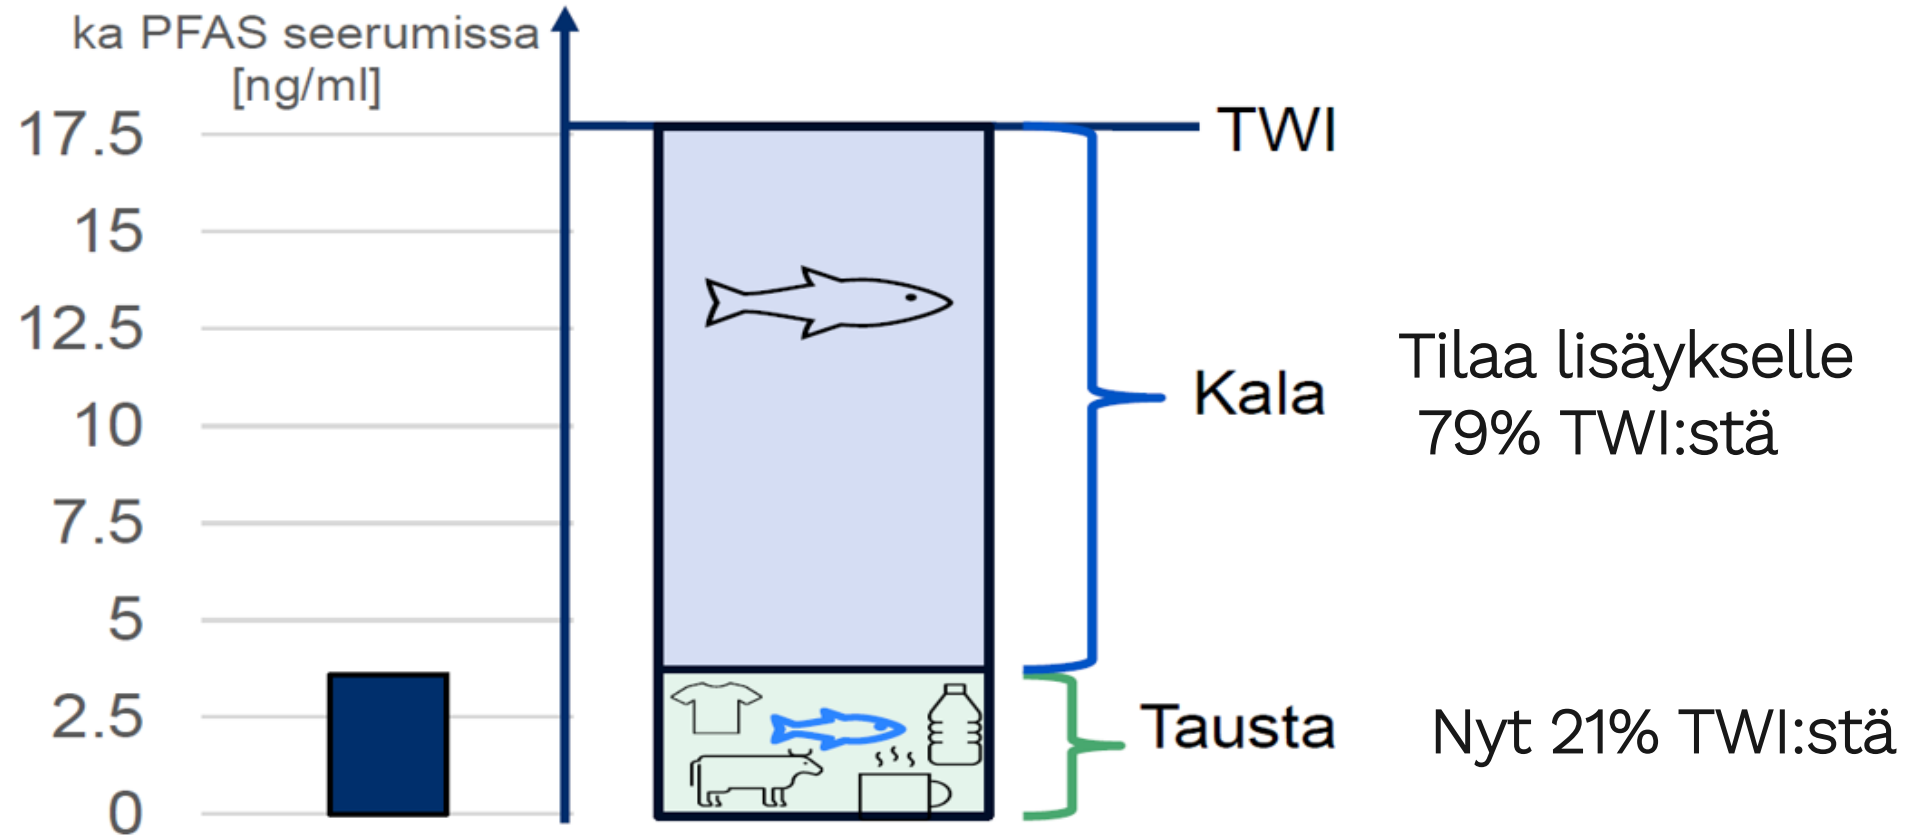 ka PFAS seerumissa
[ng/ml]
17.5
15
12.5
10
7.5
5
2.5
0
TWI
Kala
Tilaa lisäykselle
79% TWI:stä
Tausta
Nyt 21% TWI:stä